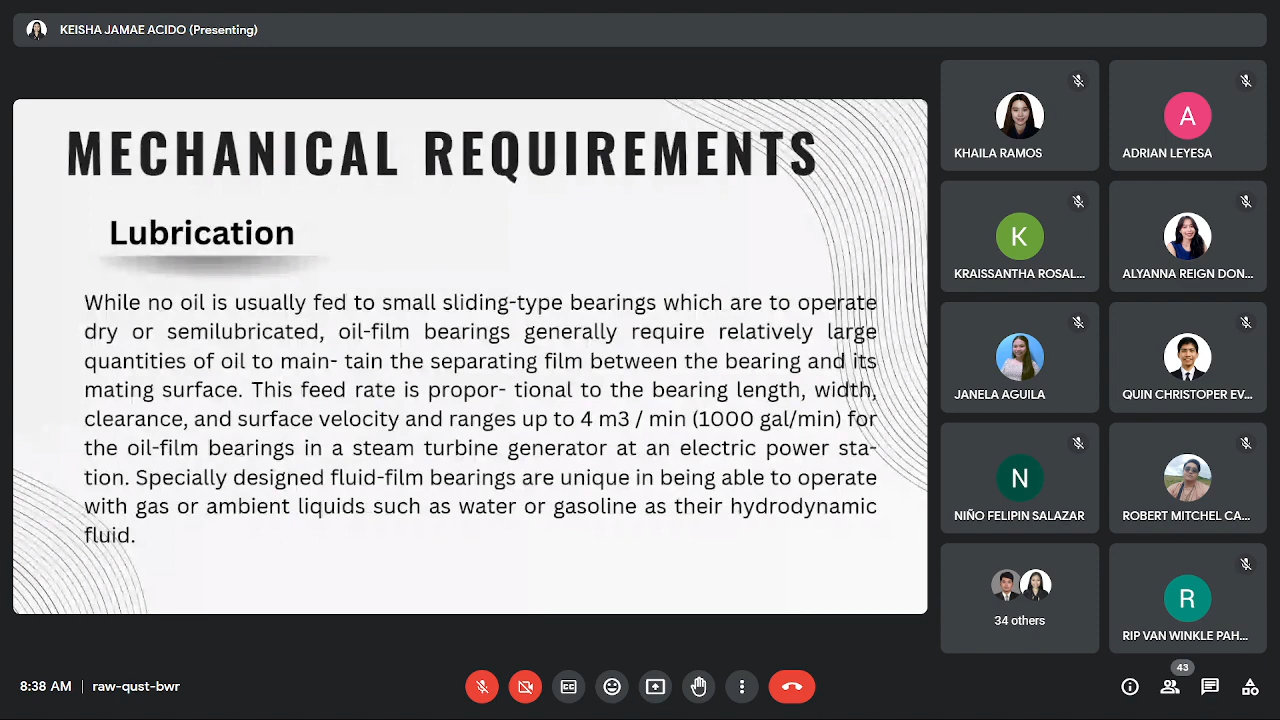 KEISHA JAMAE ACIDO (Presenting)
MECHANICAL REQUIREMENTS
Lubrication
While no oil is usually fed to small sliding-type bearings which are to operate
dry or semilubricated, oil-film bearings generally require relatively large
quantities of oil to main- tain the separating film between the bearing and its
mating surface. This feed rate is propor- tional to the bearing length, width,
clearance, and surface velocity and ranges up to 4 m3 / min (1000 gal/min) for
the oil-film bearings in a steam turbine generator at an electric power sta-
tion. Specially designed fluid-film bearings are unique in being able to operate
with gas or ambient liquids such as water or gasoline as their hydrodynamic
fluid.
KHAILA RAMOS
A
ADRIAN LEYESA
K
KRAISSANTHA ROSAL...
ALYANNA REIGN DON...
JANELA AGUILA
QUIN CHRISTOPER EV...
N
NIÑO FELIPIN SALAZAR
ROBERT MITCHEL CA...
34 others
R
RIP VAN WINKLE PAH...
8:38 AM | raw-qust-bwr
43